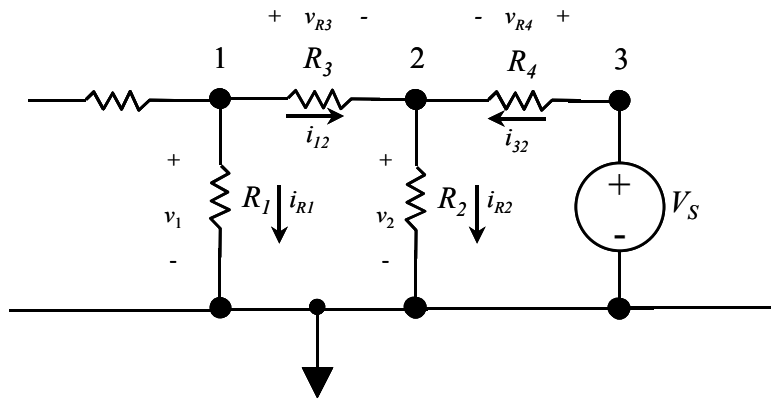 + v_R3 - - v_R4 +
1 R_3 2 R_4 3
i_12 i_32
+ + +
R_1 i_R1 R_2 i_R2 V_S
v_1 v_2
- - -